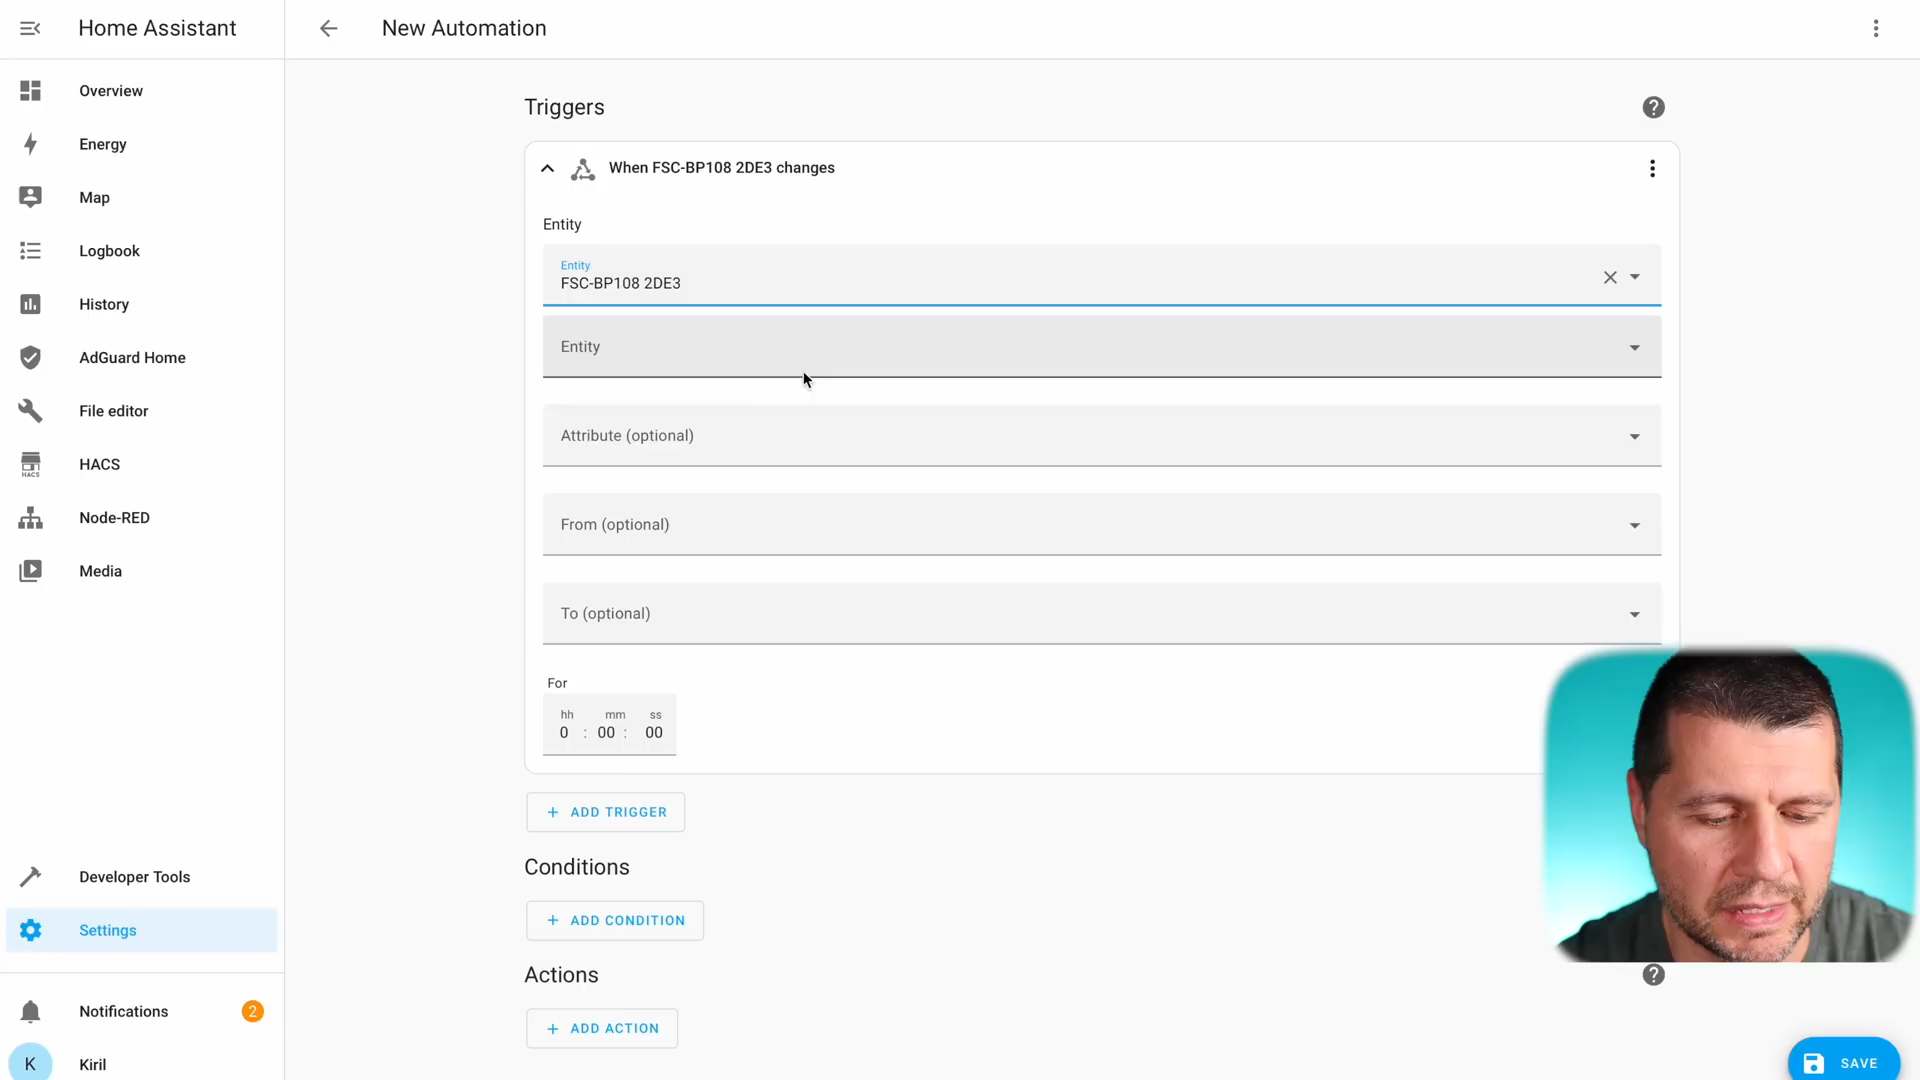 Home Assistant
New Automation
Overview
Energy
Map
Logbook
History
AdGuard Home
File editor
HACS
HACS
Node-RED
Media
Developer Tools
Settings
Notifications
2
K
Kiril
Triggers
?
When FSC-BP108 2DE3 changes
Entity
Entity
FSC-BP108 2DE3
Entity
Attribute (optional)
From (optional)
To (optional)
For
hh mm ss
0 : 00 : 00
+ ADD TRIGGER
Conditions
+ ADD CONDITION
Actions
?
+ ADD ACTION
SAVE